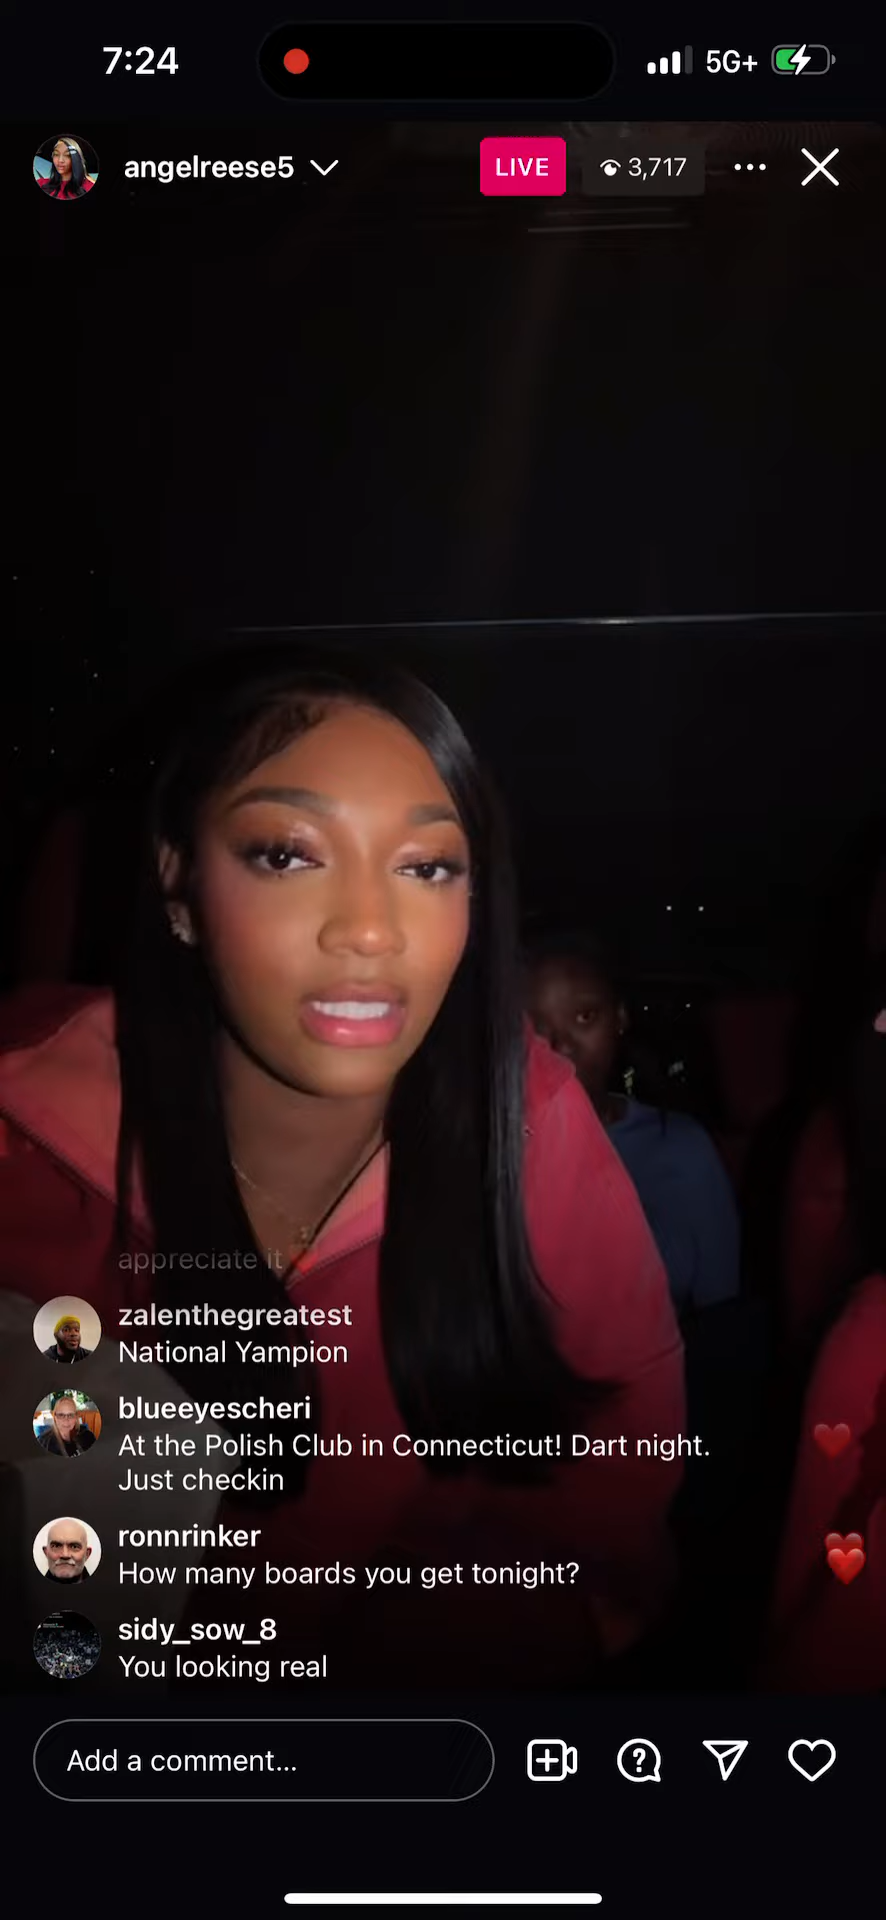 7:24
5G+
angelreese5
LIVE
3,717
appreciate it
zalenthegreatest
National Yampion
blueeyescheri
At the Polish Club in Connecticut! Dart night.
Just checkin
ronnrinker
How many boards you get tonight?
sidy_sow_8
You looking real
Add a comment...